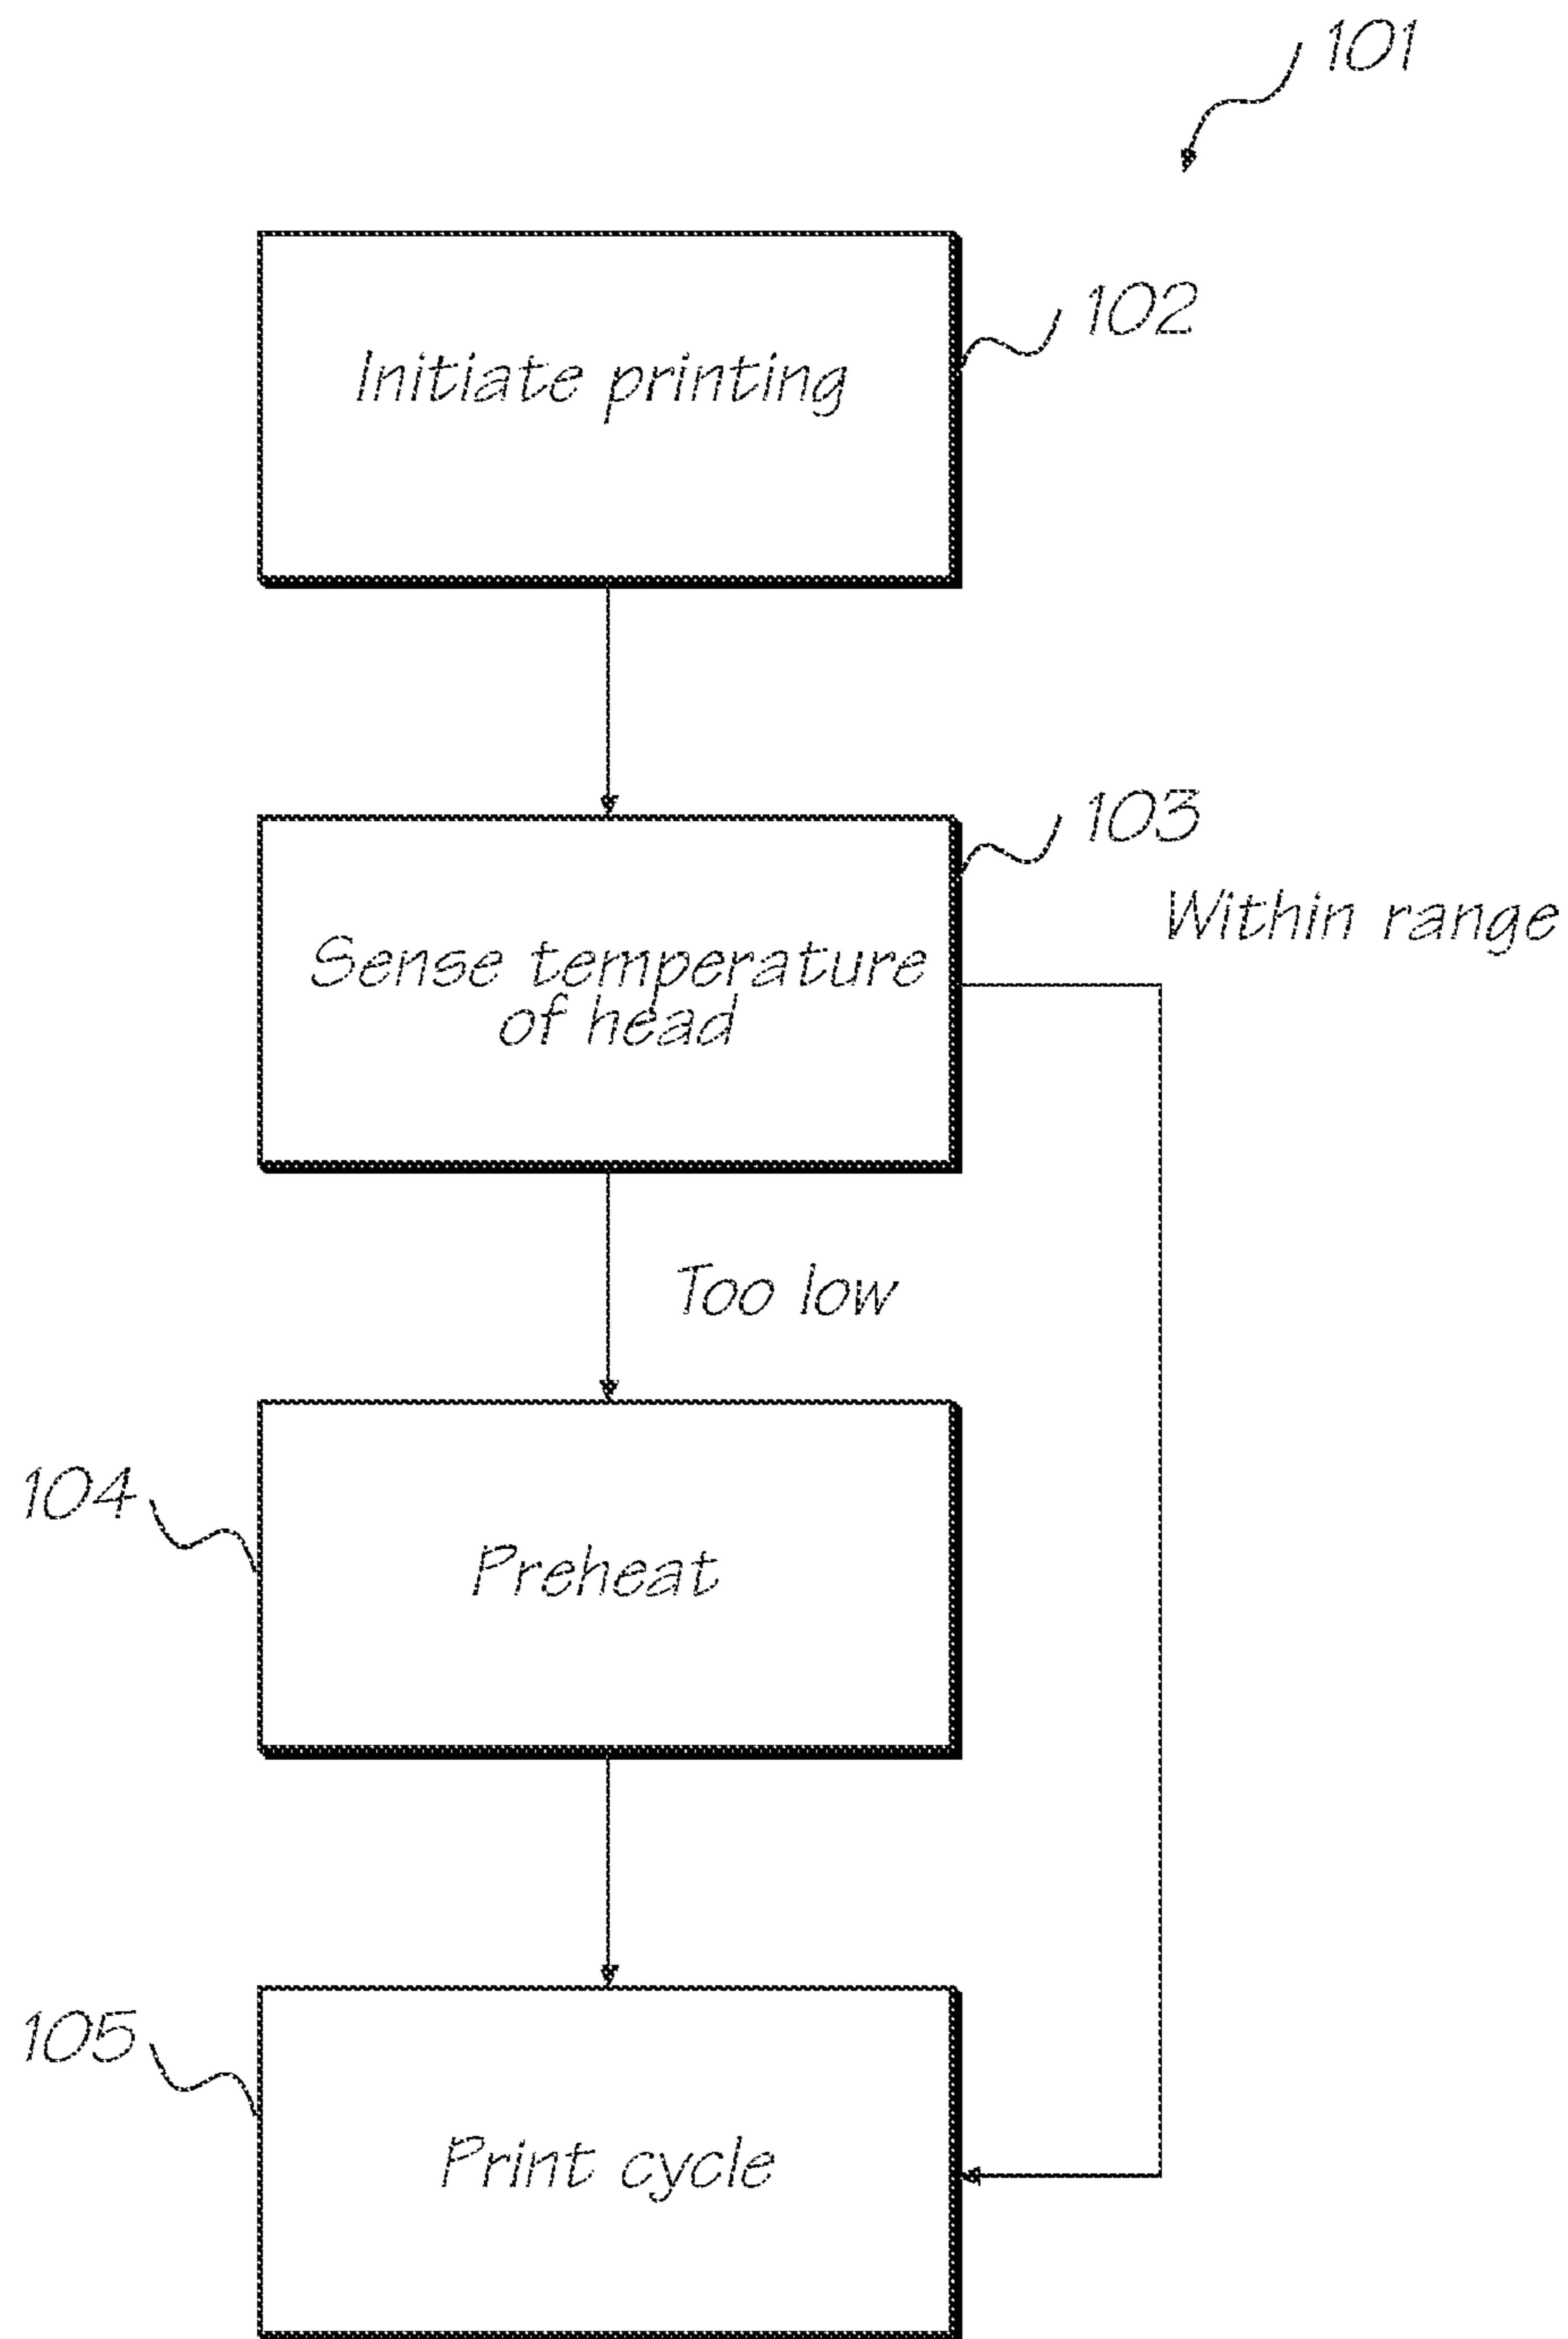 101
102
Initiate printing
103
Within range
Sense temperature
of head
Too low
104
Preheat
105
Print cycle